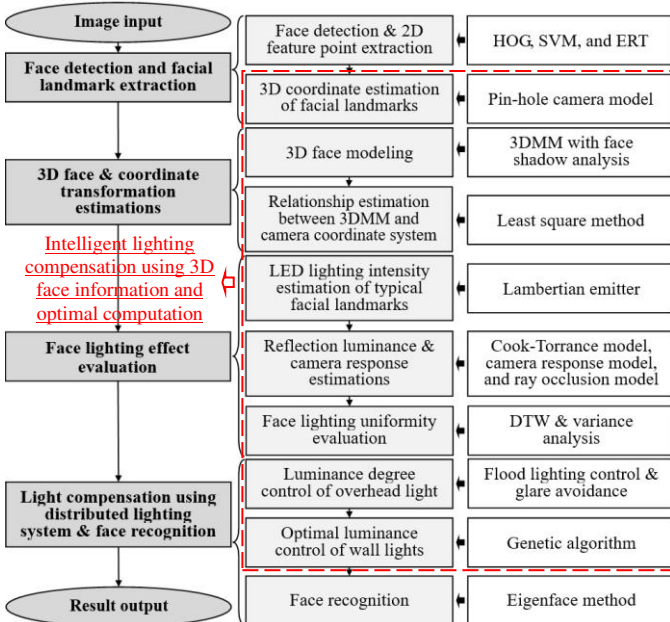 Image input
Face detection and facial
landmark extraction
3D face & coordinate
transformation
estimations
Intelligent lighting
compensation using 3D
face information and
optimal computation
Face lighting effect
evaluation
Light compensation using
distributed lighting
system & face recognition
Result output
Face detection & 2D
feature point extraction
3D coordinate estimation
of facial landmarks
3D face modeling
Relationship estimation
between 3DMM and
camera coordinate system
LED lighting intensity
estimation of typical
facial landmarks
Reflection luminance &
camera response
estimations
Face lighting uniformity
evaluation
Luminance degree
control of overhead light
Optimal luminance
control of wall lights
Face recognition
HOG, SVM, and ERT
Pin-hole camera model
3DMM with face
shadow analysis
Least square method
Lambertian emitter
Cook-Torrance model,
camera response model,
and ray occlusion model
DTW & variance
analysis
Flood lighting control &
glare avoidance
Genetic algorithm
Eigenface method